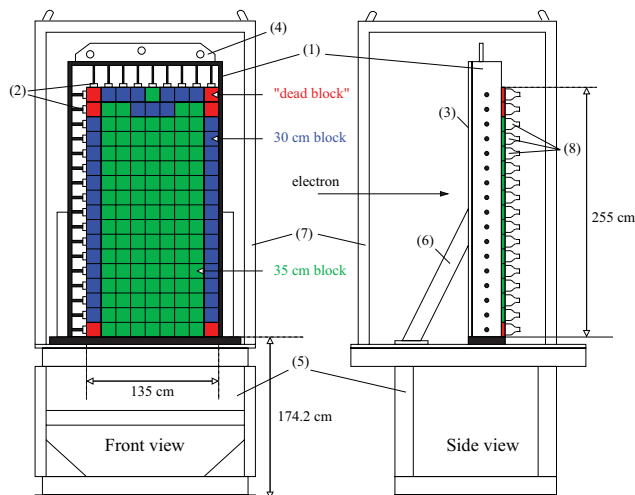 (4)
(1)
(2)
"dead block"
(3)
30 cm block
(8)
electron
255 cm
(7)
(6)
35 cm block
(5)
135 cm
174.2 cm
Front view
Side view